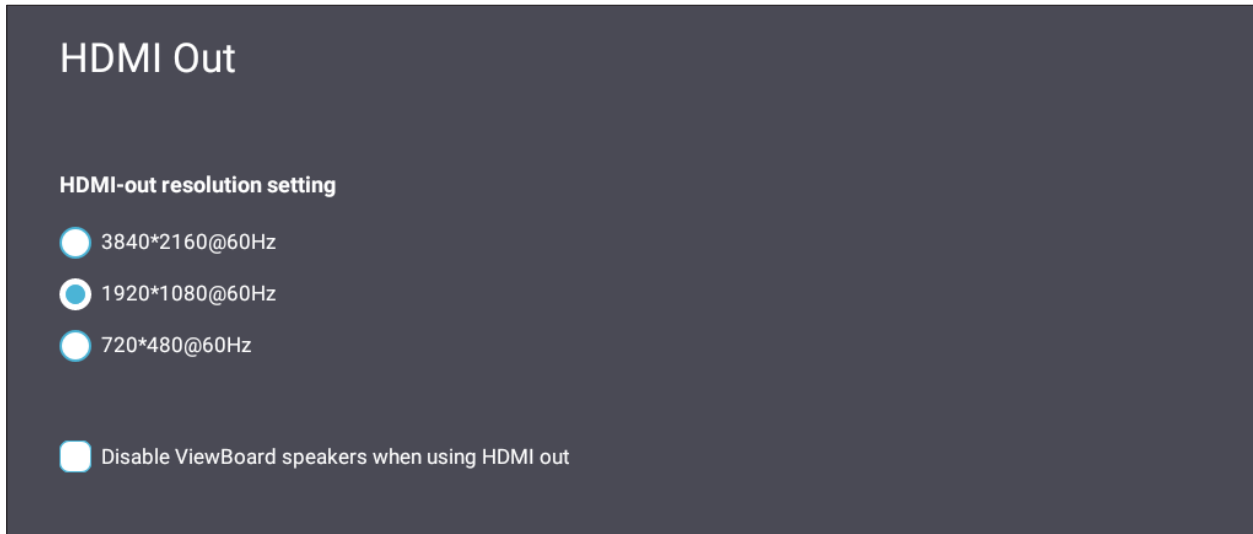 HDMI Out
HDMI-out resolution setting
3840*2160@60Hz
1920*1080@60Hz
720*480@60Hz
Disable ViewBoard speakers when using HDMI out